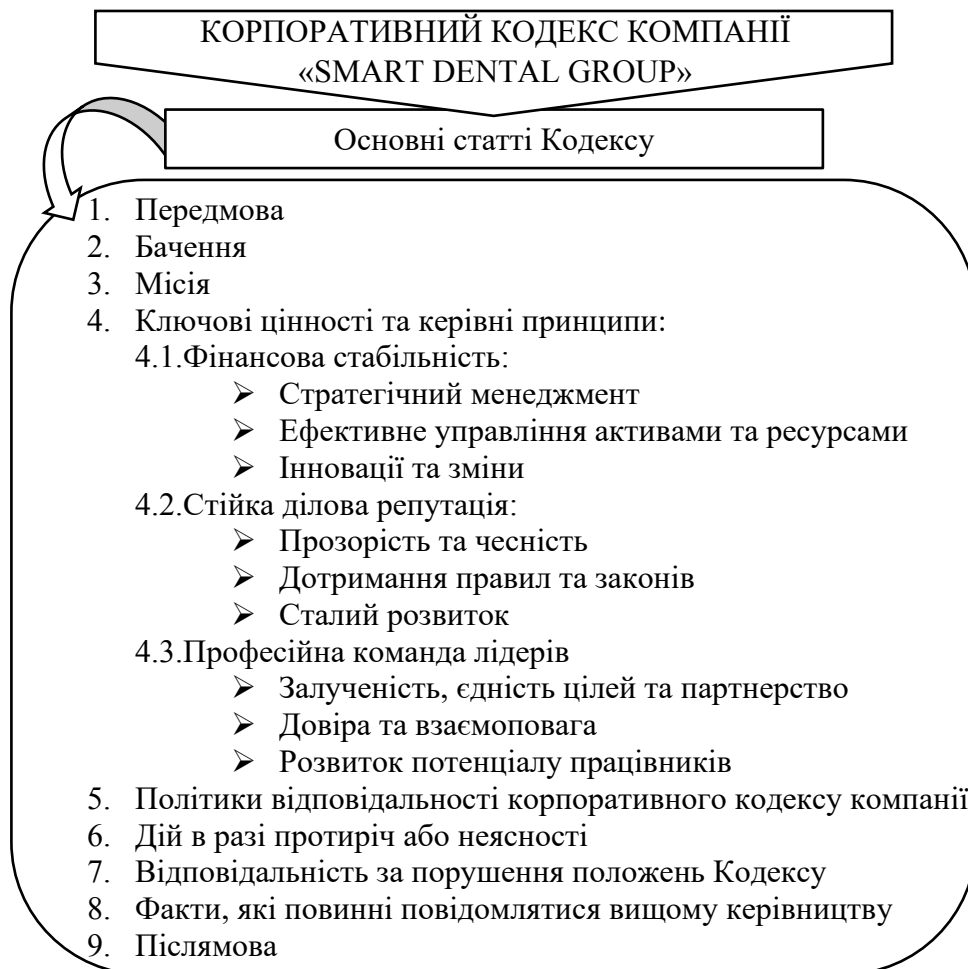 КОРПОРАТИВНИЙ КОДЕКС КОМПАНІЇ
«SMART DENTAL GROUP»
Основні статті Кодексу
1. Передмова
2. Бачення
3. Місія
4. Ключові цінності та керівні принципи:
4.1.Фінансова стабільність:
➢ Стратегічний менеджмент
➢ Ефективне управління активами та ресурсами
➢ Інновації та зміни
4.2.Стійка ділова репутація:
➢ Прозорість та чесність
➢ Дотримання правил та законів
➢ Сталий розвиток
4.3.Професійна команда лідерів
➢ Залученість, єдність цілей та партнерство
➢ Довіра та взаємоповага
➢ Розвиток потенціалу працівників
5. Політики відповідальності корпоративного кодексу компанії
6. Дій в разі протиріч або неясності
7. Відповідальність за порушення положень Кодексу
8. Факти, які повинні повідомлятися вищому керівництву
9. Післямова